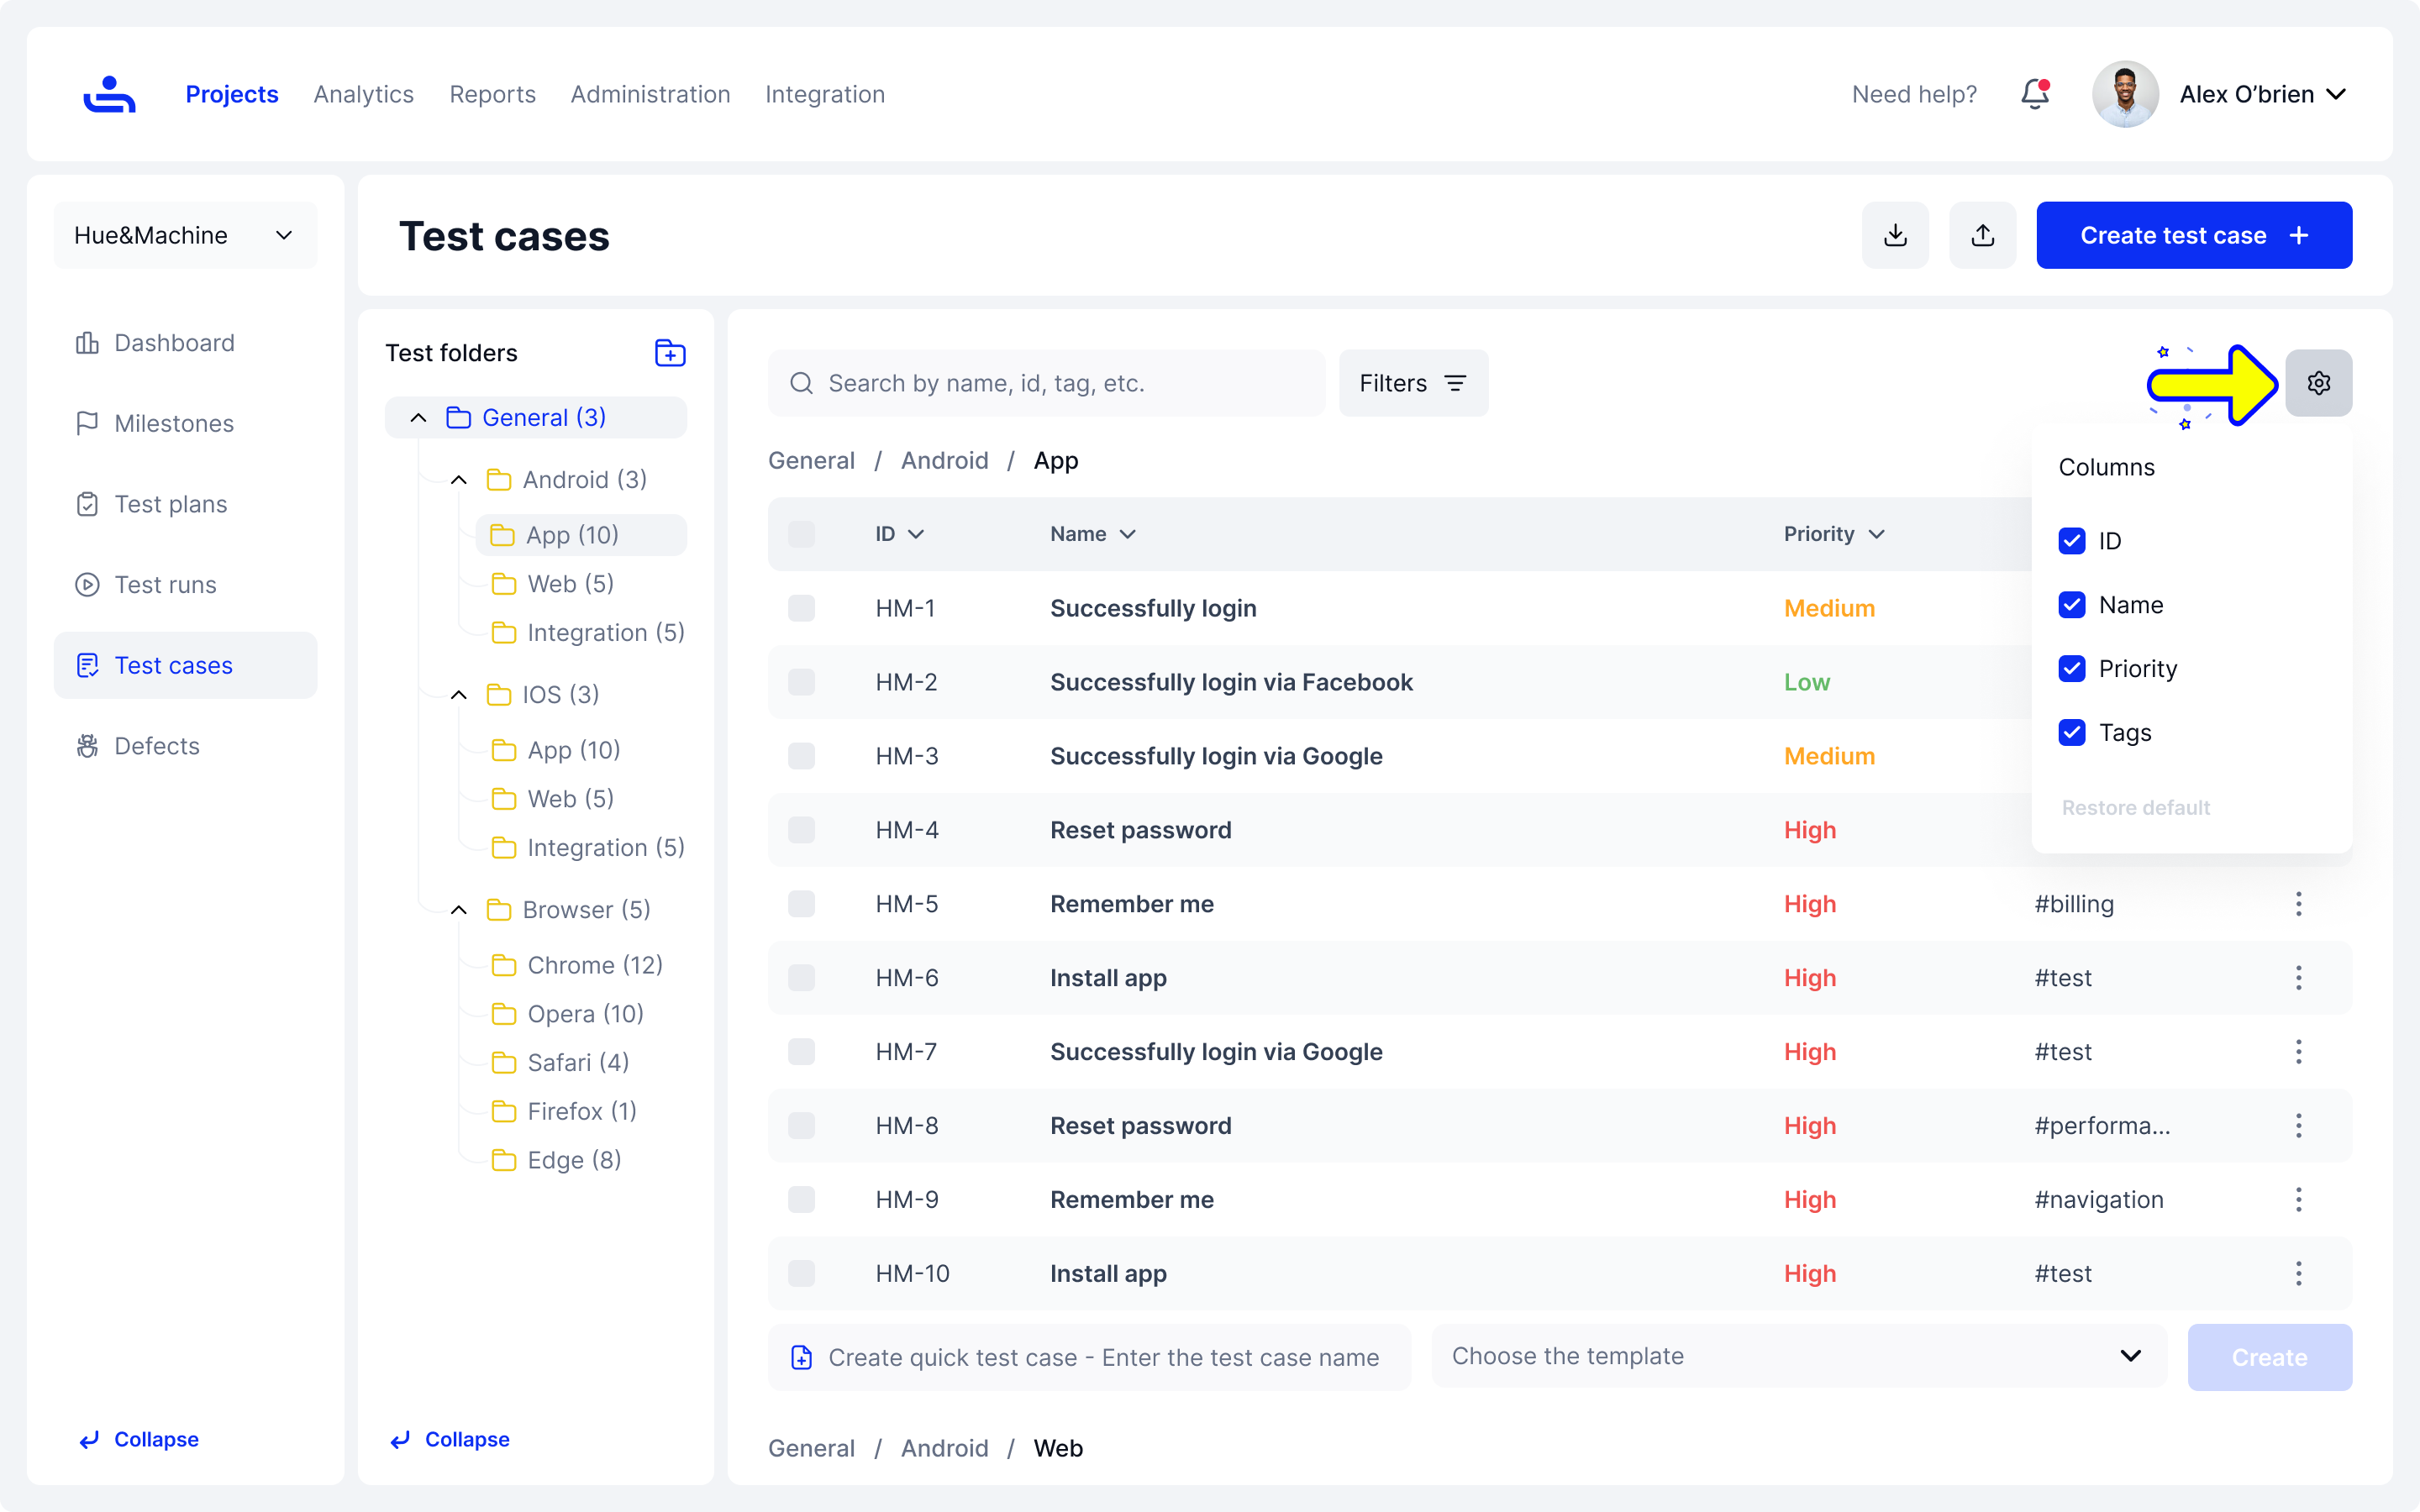 Projects Analytics Reports Administration Integration Need help? Alex O’brien
Hue&Machine
Dashboard
Milestones
Test plans
Test runs
Test cases
Defects
Collapse
Test cases
Create test case
Test folders
General (3)
Android (3)
App (10)
Web (5)
Integration (5)
IOS (3)
App (10)
Web (5)
Integration (5)
Browser (5)
Chrome (12)
Opera (10)
Safari (4)
Firefox (1)
Edge (8)
Collapse
Search by name, id, tag, etc. Filters
General / Android / App
ID Name Priority
HM-1 Successfully login Medium
HM-2 Successfully login via Facebook Low
HM-3 Successfully login via Google Medium
HM-4 Reset password High
HM-5 Remember me High #billing
HM-6 Install app High #test
HM-7 Successfully login via Google High #test
HM-8 Reset password High #performa...
HM-9 Remember me High #navigation
HM-10 Install app High #test
Columns
ID
Name
Priority
Tags
Restore default
Create quick test case - Enter the test case name Choose the template Create
General / Android / Web